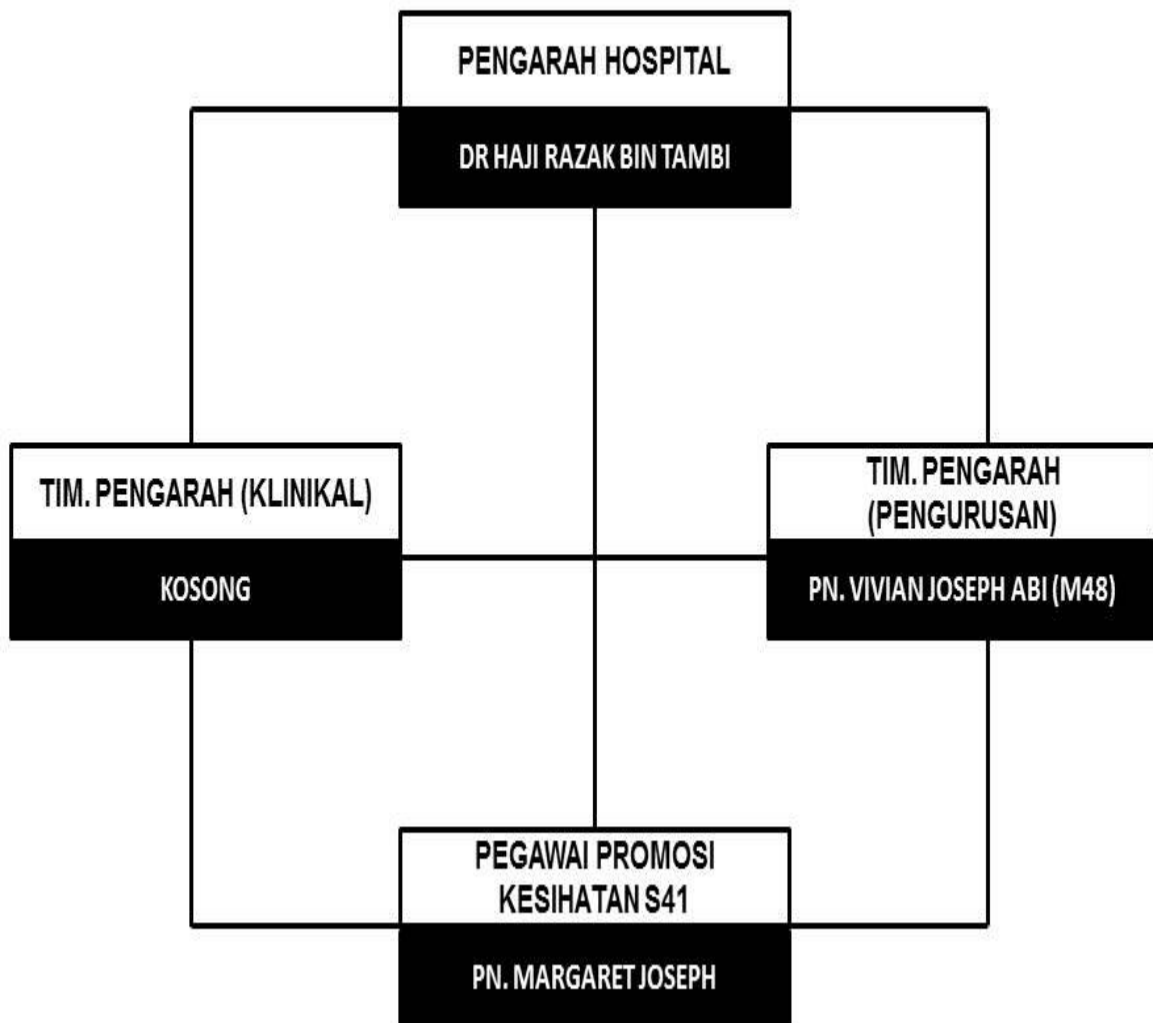 PENGARAH HOSPITAL
DR HAJI RAZAK BIN TAMBI
TIM. PENGARAH (KLINIKAL)
KOSONG
TIM. PENGARAH
(PENGURUSAN)
PN. VIVIAN JOSEPH ABI (M48)
PEGAWAI PROMOSI
KESIHATAN S41
PN. MARGARET JOSEPH